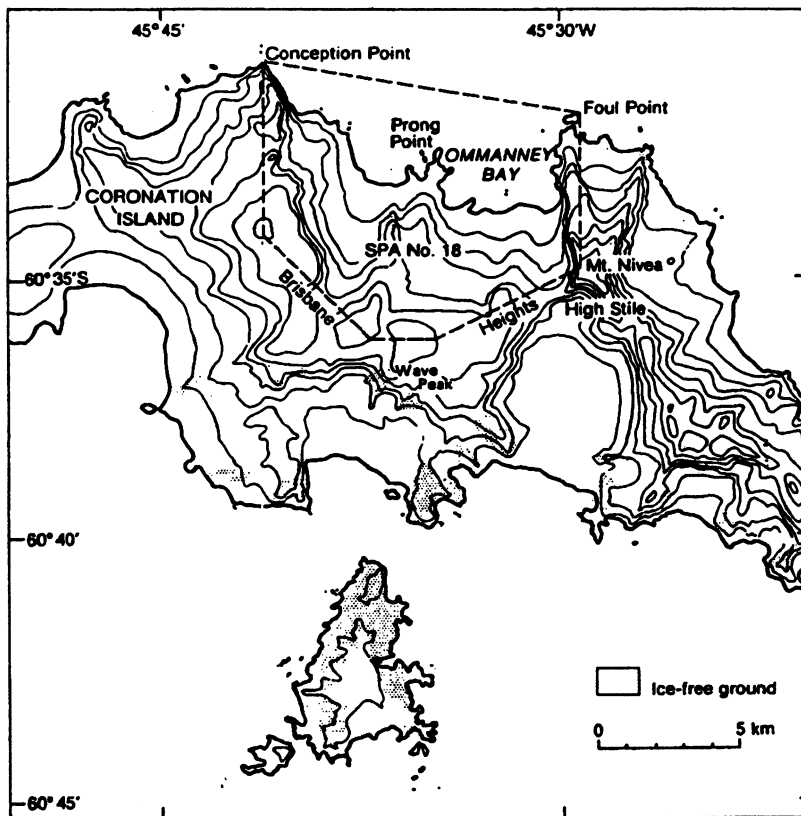 45°45'
45°30'W
Conception Point
Foul Point
Prong
Point
OMMANNEY
BAY
CORONATION
ISLAND
SPA No. 18
60°35'S
Mt. Nivea
Brisbane
Heights
High Stile
Wave
Peak
60°40'
Ice-free ground
0
5 km
60°45'